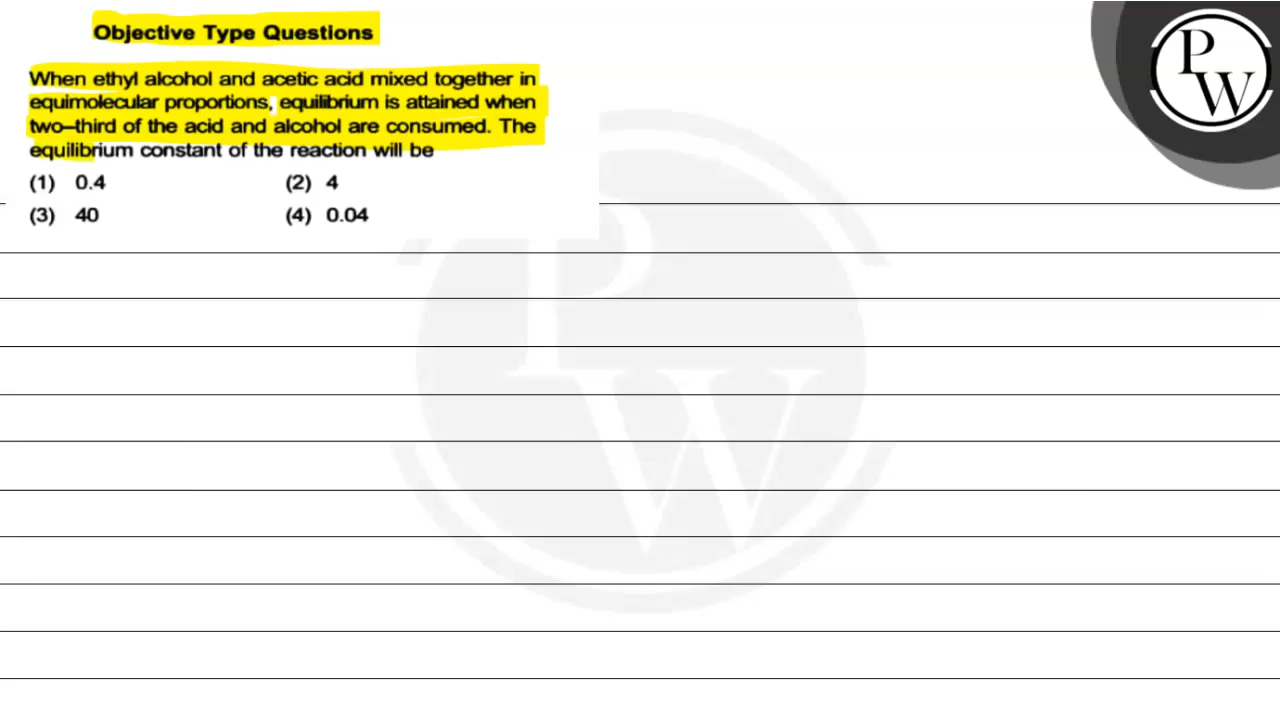 Objective Type Questions
When ethyl alcohol and acetic acid mixed together in
equimolecular proportions, equilibrium is attained when
two–third of the acid and alcohol are consumed. The
equilibrium constant of the reaction will be
(1) 0.4 (2) 4
(3) 40 (4) 0.04
P
W
P
W